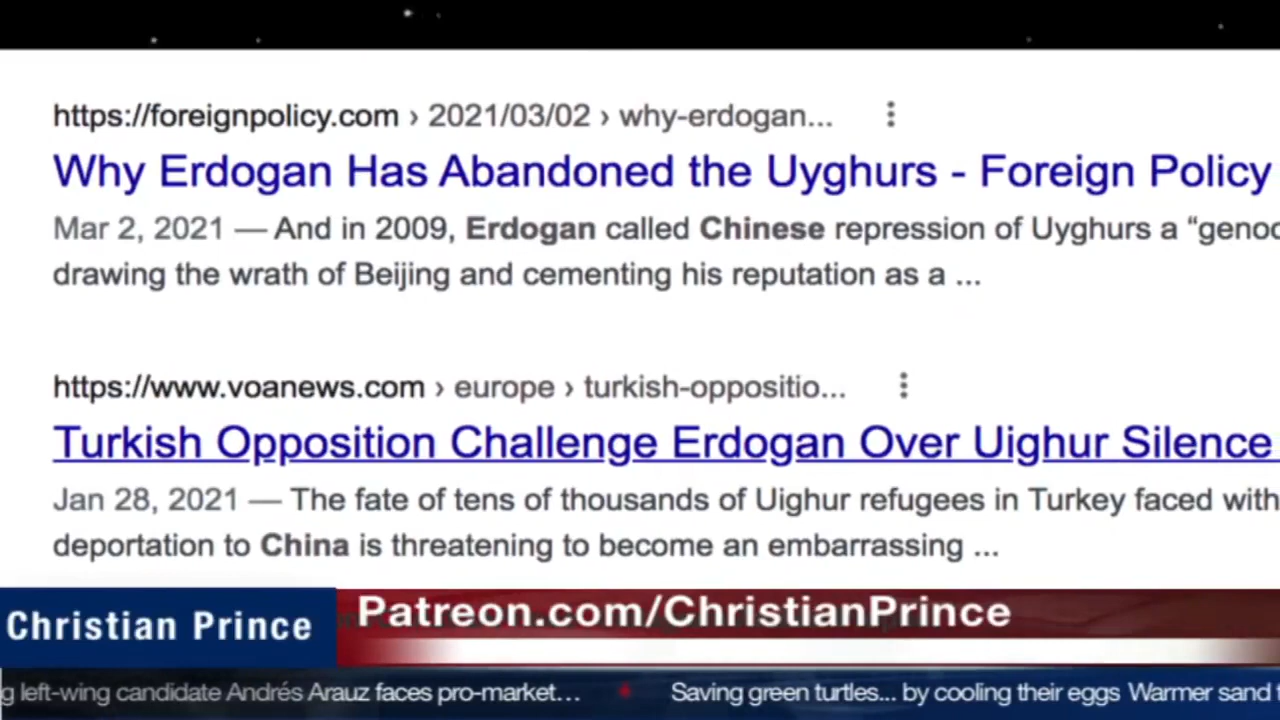 https://foreignpolicy.com › 2021/03/02 › why-erdogan...
Why Erdogan Has Abandoned the Uyghurs - Foreign Policy
Mar 2, 2021 — And in 2009, Erdogan called Chinese repression of Uyghurs a “genoc
drawing the wrath of Beijing and cementing his reputation as a ...
https://www.voanews.com › europe › turkish-oppositio...
Turkish Opposition Challenge Erdogan Over Uighur Silence
Jan 28, 2021 — The fate of tens of thousands of Uighur refugees in Turkey faced with
deportation to China is threatening to become an embarrassing ...
Christian Prince
Patreon.com/ChristianPrince
g left-wing candidate Andrés Arauz faces pro-market... Saving green turtles... by cooling their eggs Warmer sand